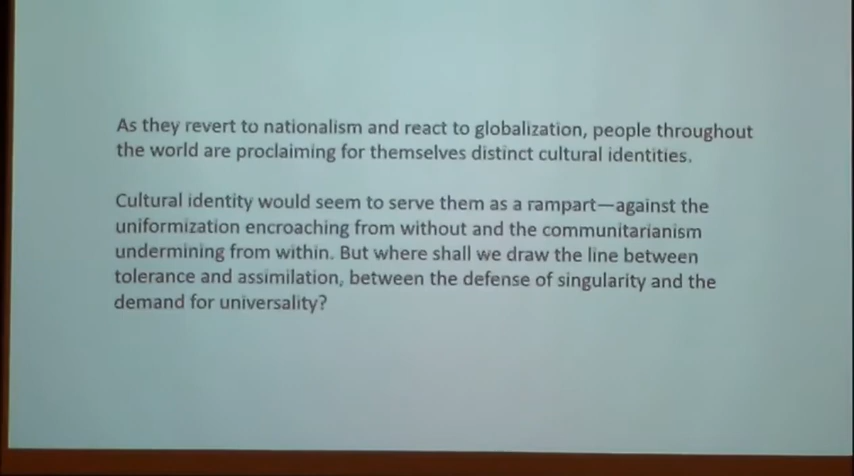 As they revert to nationalism and react to globalization, people throughout
the world are proclaiming for themselves distinct cultural identities.
Cultural identity would seem to serve them as a rampart—against the
uniformization encroaching from without and the communitarianism
undermining from within. But where shall we draw the line between
tolerance and assimilation, between the defense of singularity and the
demand for universality?